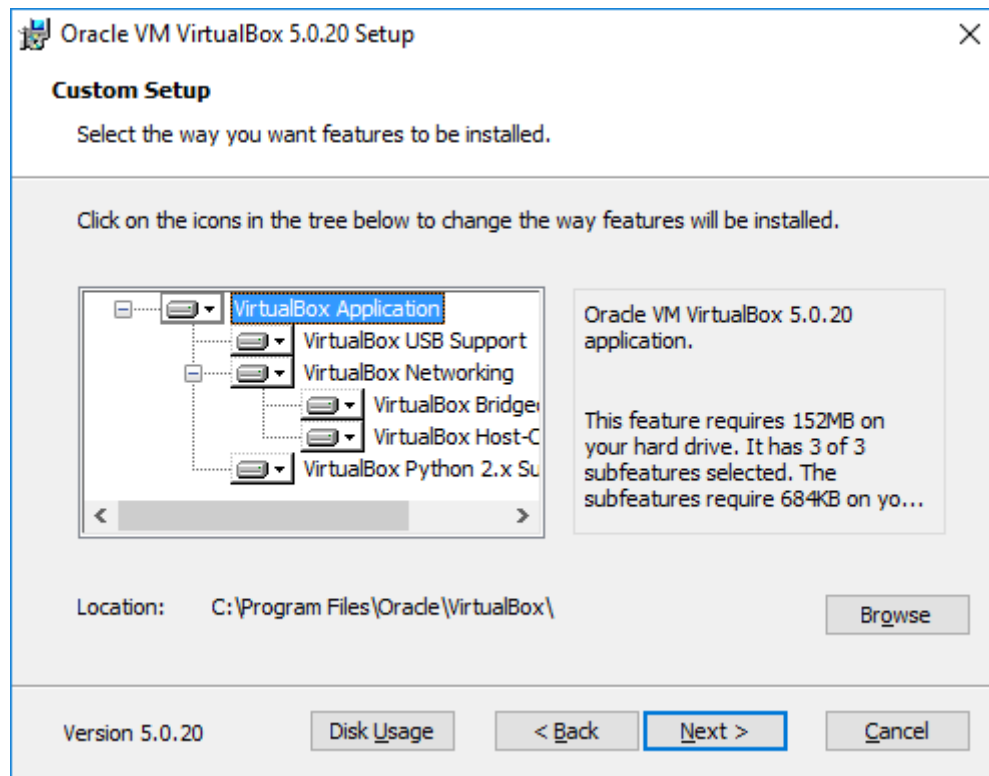 Oracle VM VirtualBox 5.0.20 Setup
Custom Setup
Select the way you want features to be installed.
Click on the icons in the tree below to change the way features will be installed.
VirtualBox Application
VirtualBox USB Support
VirtualBox Networking
VirtualBox Bridge
VirtualBox Host-C
VirtualBox Python 2.x Su
Oracle VM VirtualBox 5.0.20
application.
This feature requires 152MB on
your hard drive. It has 3 of 3
subfeatures selected. The
subfeatures require 684KB on yo...
Location: C:\Program Files\Oracle\VirtualBox\
Browse
Version 5.0.20
Disk Usage
< Back
Next >
Cancel